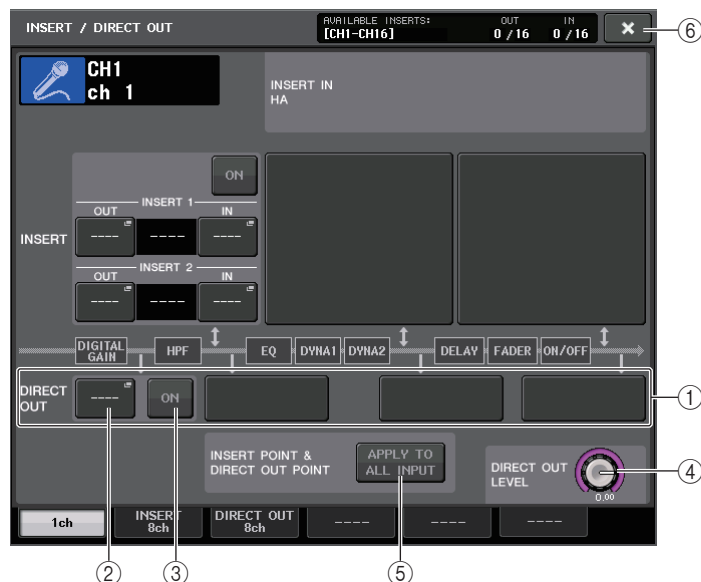 INSERT / DIRECT OUT
AVAILABLE INSERTS: OUT IN
[CH1-CH16] 0 /16 0 /16
⑥
CH1
ch 1
INSERT IN
HA
ON
INSERT 1
OUT IN
---- ---- ----
INSERT
INSERT 2
OUT IN
---- ---- ----
DIGITAL GAIN HPF EQ DYNA1 DYNA2 DELAY FADER ON/OFF
DIRECT OUT
---- ON
①
INSERT POINT &
DIRECT OUT POINT
APPLY TO
ALL INPUT
DIRECT OUT
LEVEL
0.00
④
1ch
INSERT
8ch
DIRECT OUT
8ch
---- ---- ----
② ③ ⑤